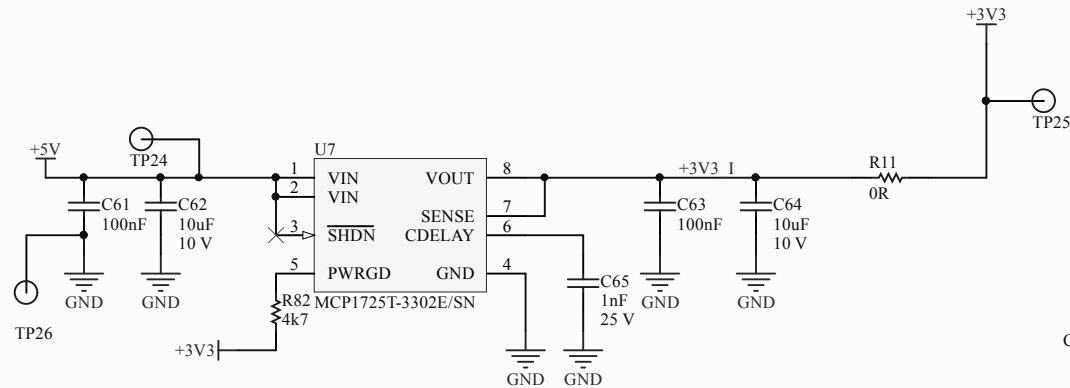 +3V3
TP25
+5V
TP24
U7
1
VIN
2
VIN
3
SHDN
5
PWRGD
VOUT
8
SENSE
7
CDELAY
6
GND
4
MCP1725T-3302E/SN
+3V3_I
R11
0R
C61
100nF
C62
10uF
10 V
C63
100nF
C64
10uF
10 V
C65
1nF
25 V
R82
4k7
+3V3
TP26
GND
GND
GND
GND
GND
GND
C